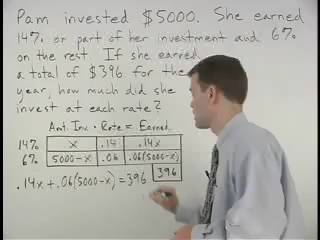 Pam invested $5000. She earned
14% or part of her investment and 6%
on the rest. If she earned
a total of $396 for the
year, how much did she
invest at each rate?
Amt. Inv. • Rate = Earned
14% x .14 .14x
6% 5000-x .06 .06(5000-x)
396
.14x + .06(5000-x) = 396